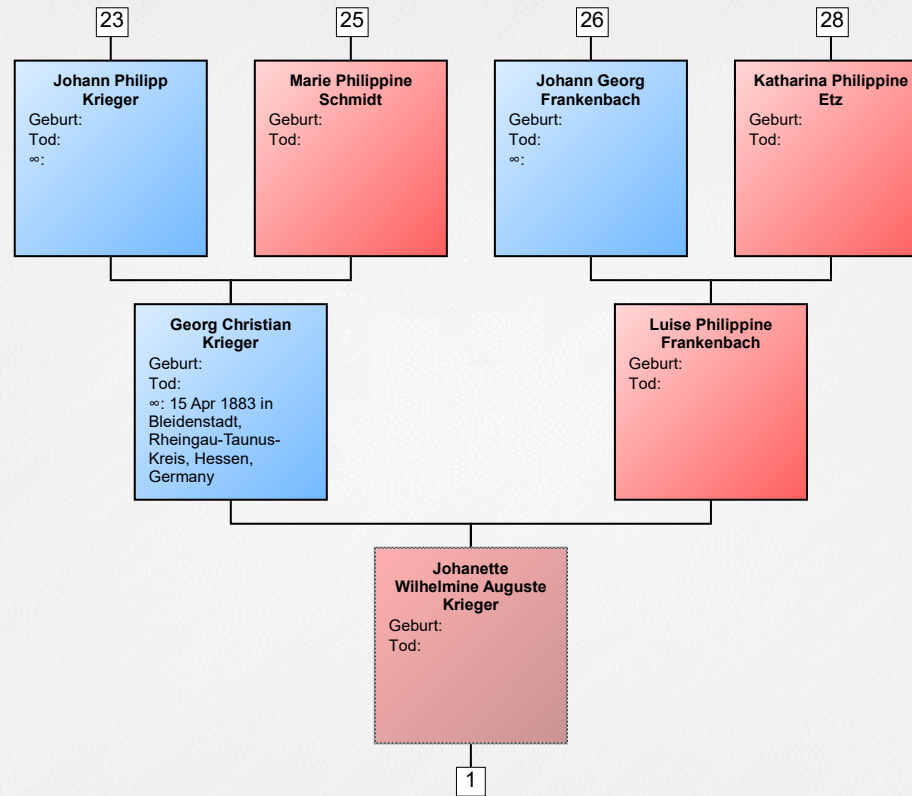 23
25
26
28
Johann Philipp
Krieger
Geburt:
Tod:
∞:
Marie Philippine
Schmidt
Geburt:
Tod:
Johann Georg
Frankenbach
Geburt:
Tod:
∞:
Katharina Philippine
Etz
Geburt:
Tod:
Georg Christian
Krieger
Geburt:
Tod:
∞: 15 Apr 1883 in
Bleidenstadt,
Rheingau-Taunus-
Kreis, Hessen,
Germany
Luise Philippine
Frankenbach
Geburt:
Tod:
Johanette
Wilhelmine Auguste
Krieger
Geburt:
Tod:
1